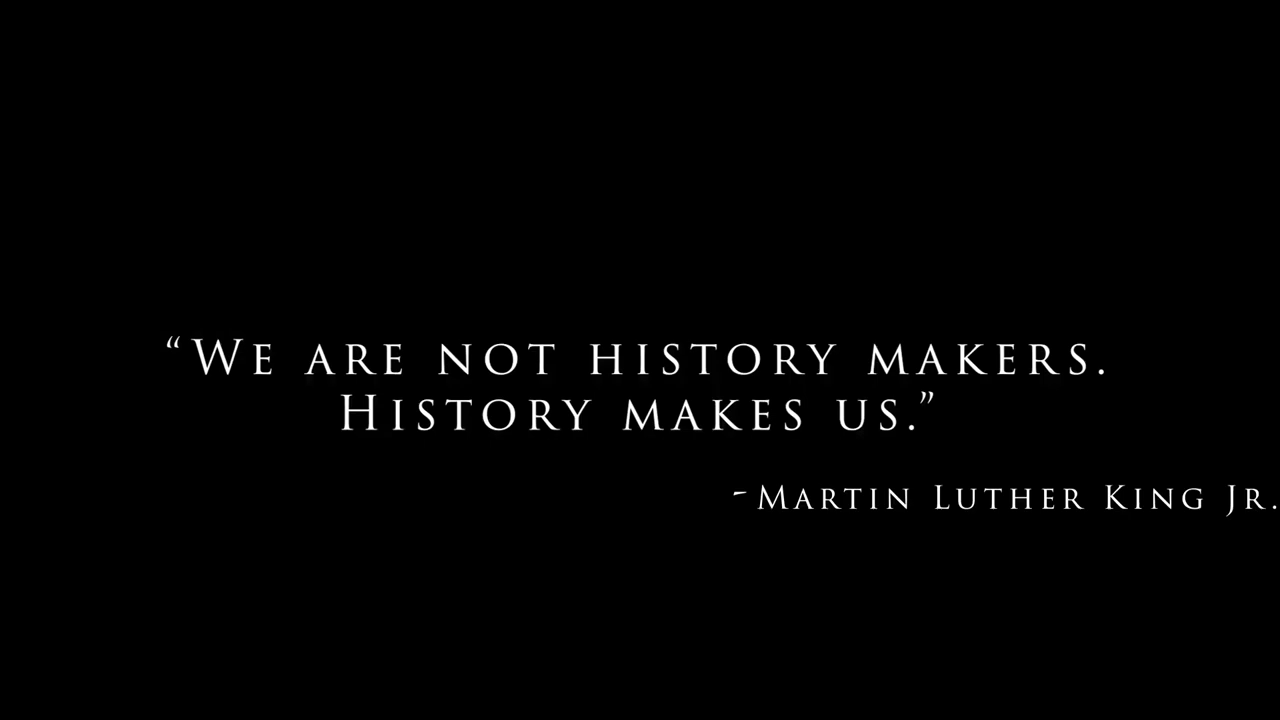 “We are not history makers.
History makes us.”
-Martin Luther King Jr.